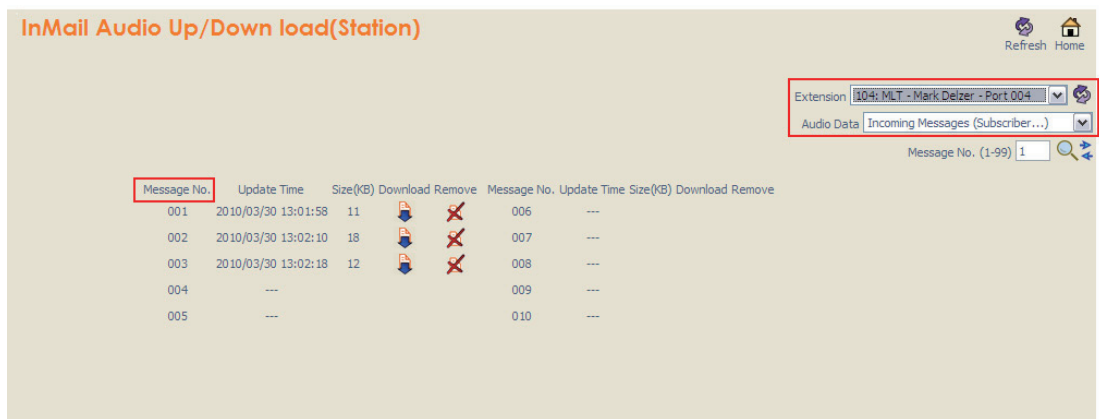 InMail Audio Up/Down load(Station)
Refresh Home
Extension 104: MLT - Mark Delzer - Port 004
Audio Data Incoming Messages (Subscriber...)
Message No. (1-99) 1
Message No. Update Time Size(KB) Download Remove Message No. Update Time Size(KB) Download Remove
001 2010/03/30 13:01:58 11 006 ---
002 2010/03/30 13:02:10 18 007 ---
003 2010/03/30 13:02:18 12 008 ---
004 --- 009 ---
005 --- 010 ---